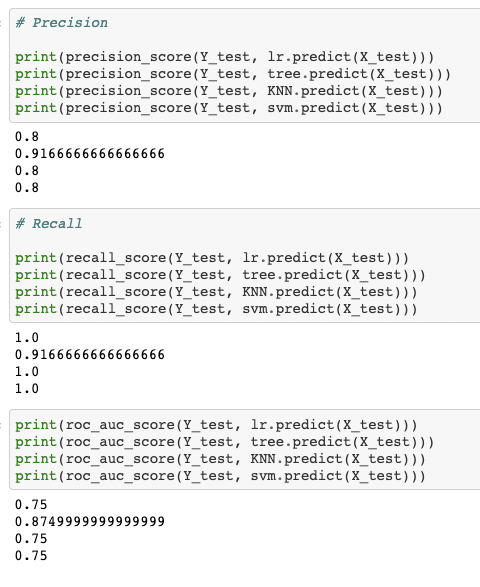 # Precision
print(precision_score(Y_test, lr.predict(X_test)))
print(precision_score(Y_test, tree.predict(X_test)))
print(precision_score(Y_test, KNN.predict(X_test)))
print(precision_score(Y_test, svm.predict(X_test)))
0.8
0.9166666666666666
0.8
0.8
# Recall
print(recall_score(Y_test, lr.predict(X_test)))
print(recall_score(Y_test, tree.predict(X_test)))
print(recall_score(Y_test, KNN.predict(X_test)))
print(recall_score(Y_test, svm.predict(X_test)))
1.0
0.9166666666666666
1.0
1.0
print(roc_auc_score(Y_test, lr.predict(X_test)))
print(roc_auc_score(Y_test, tree.predict(X_test)))
print(roc_auc_score(Y_test, KNN.predict(X_test)))
print(roc_auc_score(Y_test, svm.predict(X_test)))
0.75
0.8749999999999999
0.75
0.75